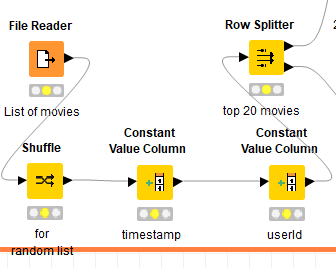 File Reader
List of movies
Row Splitter
top 20 movies
Shuffle
for
random list
Constant
Value Column
timestamp
Constant
Value Column
userId